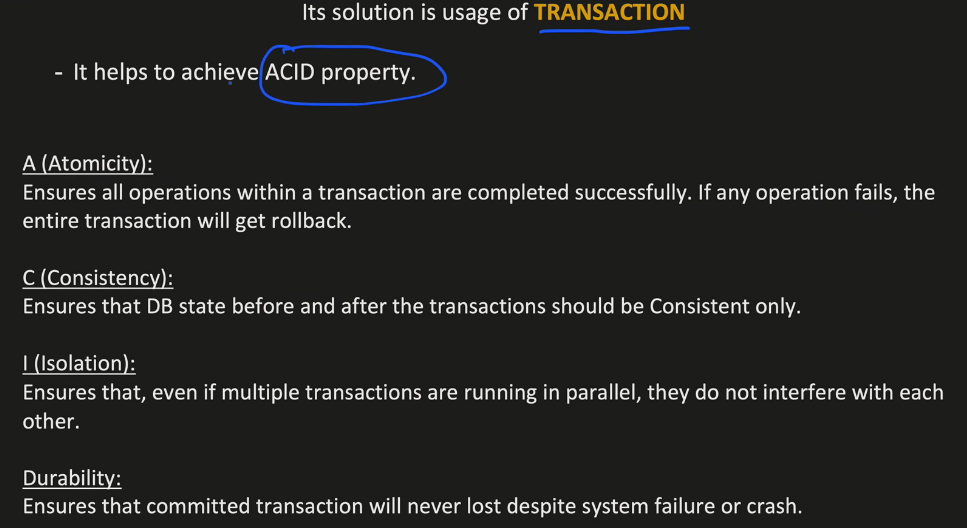 Its solution is usage of TRANSACTION
- It helps to achieve ACID property.
A (Atomicity):
Ensures all operations within a transaction are completed successfully. If any operation fails, the
entire transaction will get rollback.
C (Consistency):
Ensures that DB state before and after the transactions should be Consistent only.
I (Isolation):
Ensures that, even if multiple transactions are running in parallel, they do not interfere with each
other.
Durability:
Ensures that committed transaction will never lost despite system failure or crash.